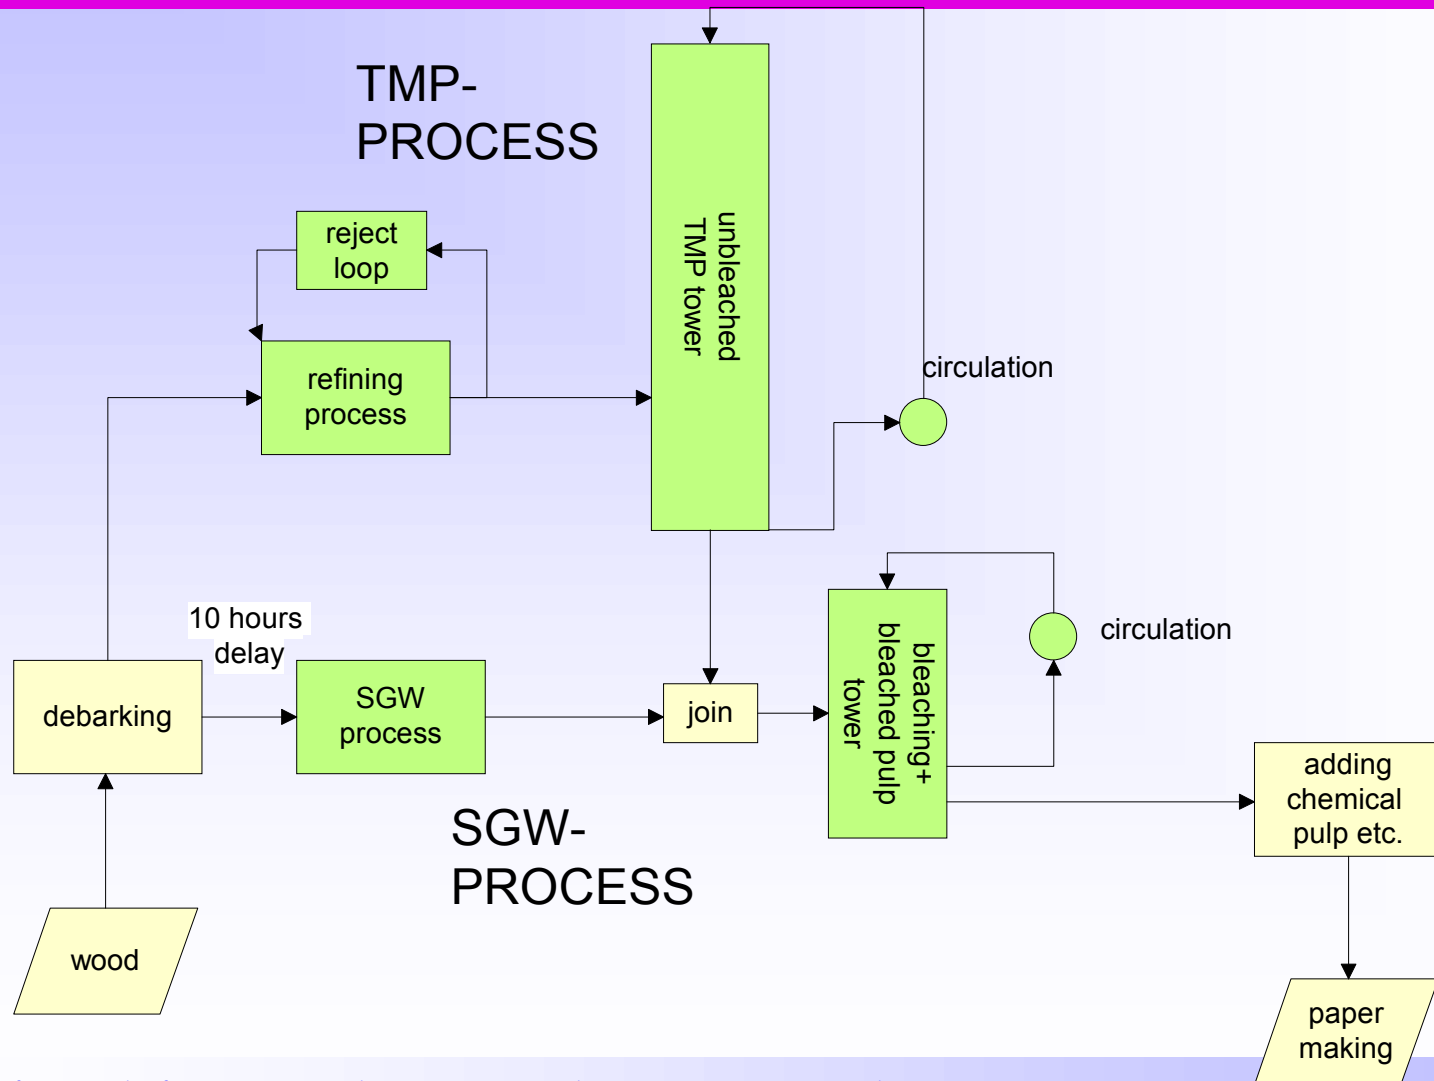 TMP-
PROCESS
reject
loop
unbleached
TMP tower
refining
process
circulation
10 hours
delay
debarking
SGW
process
join
bleaching+
bleached pulp
tower
circulation
adding
chemical
pulp etc.
SGW-
PROCESS
wood
paper
making